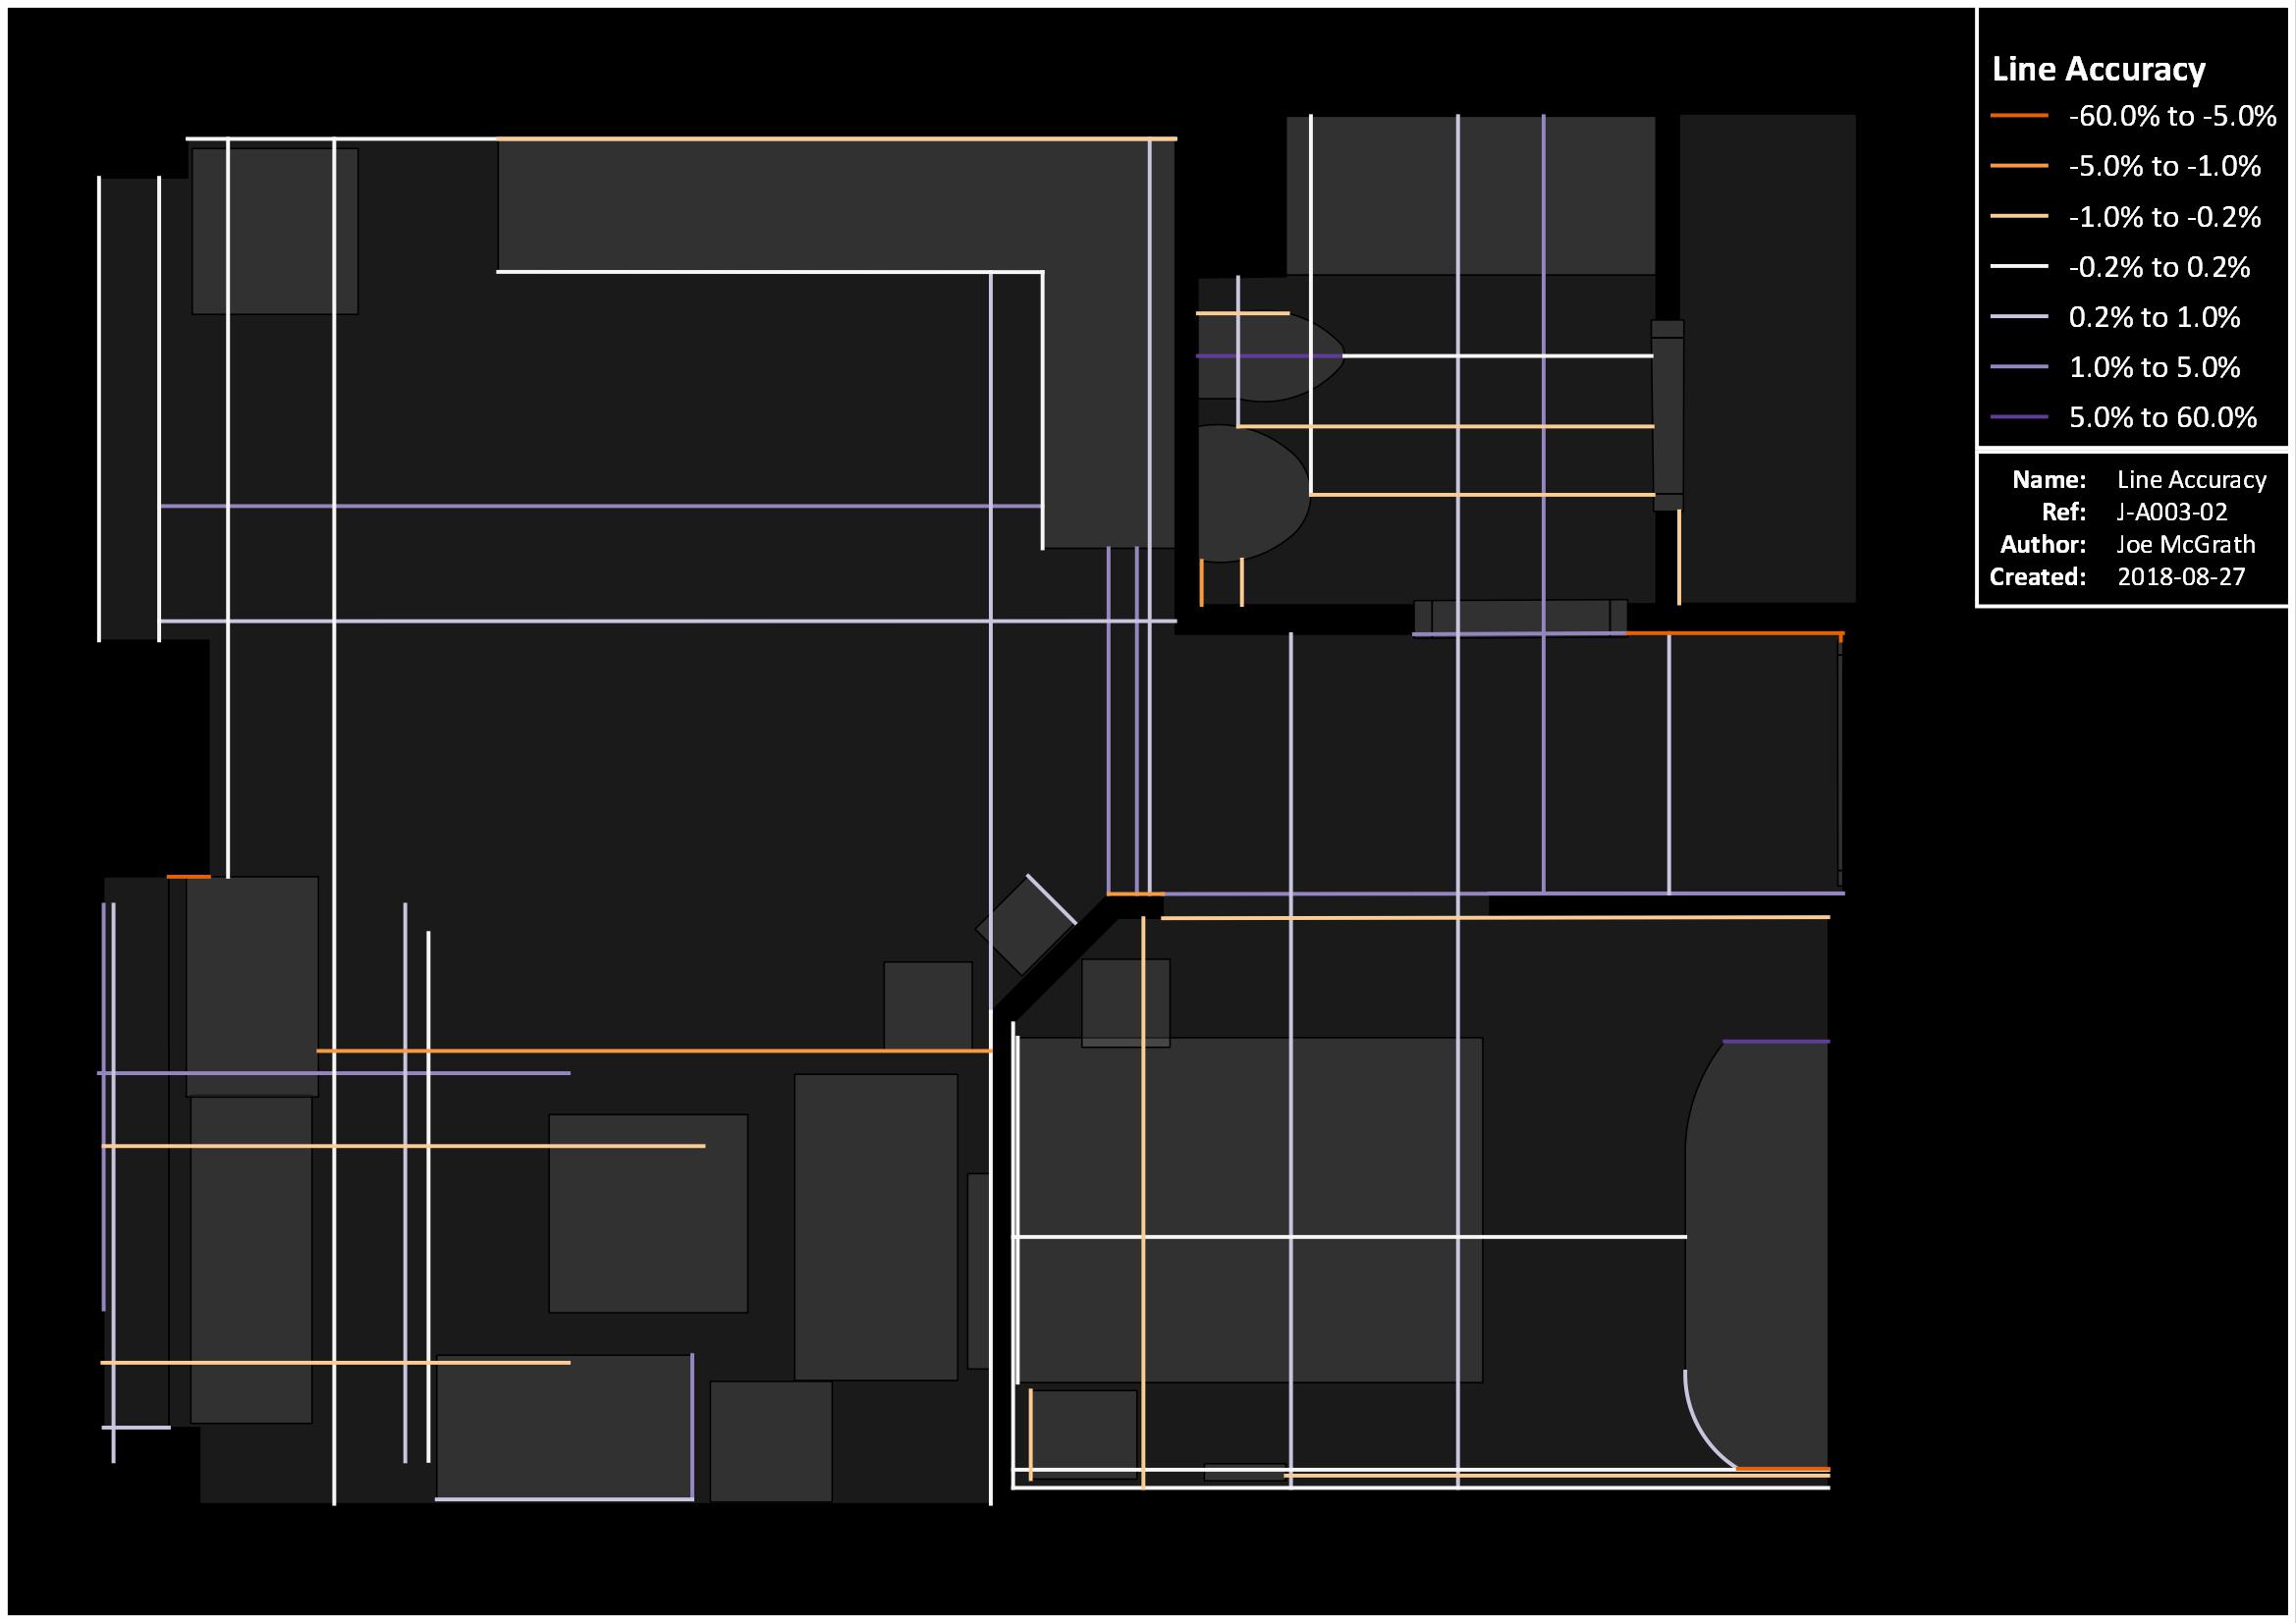 Line Accuracy
-60.0% to -5.0%
-5.0% to -1.0%
-1.0% to -0.2%
-0.2% to 0.2%
0.2% to 1.0%
1.0% to 5.0%
5.0% to 60.0%
Name: Line Accuracy
Ref: J-A003-02
Author: Joe McGrath
Created: 2018-08-27